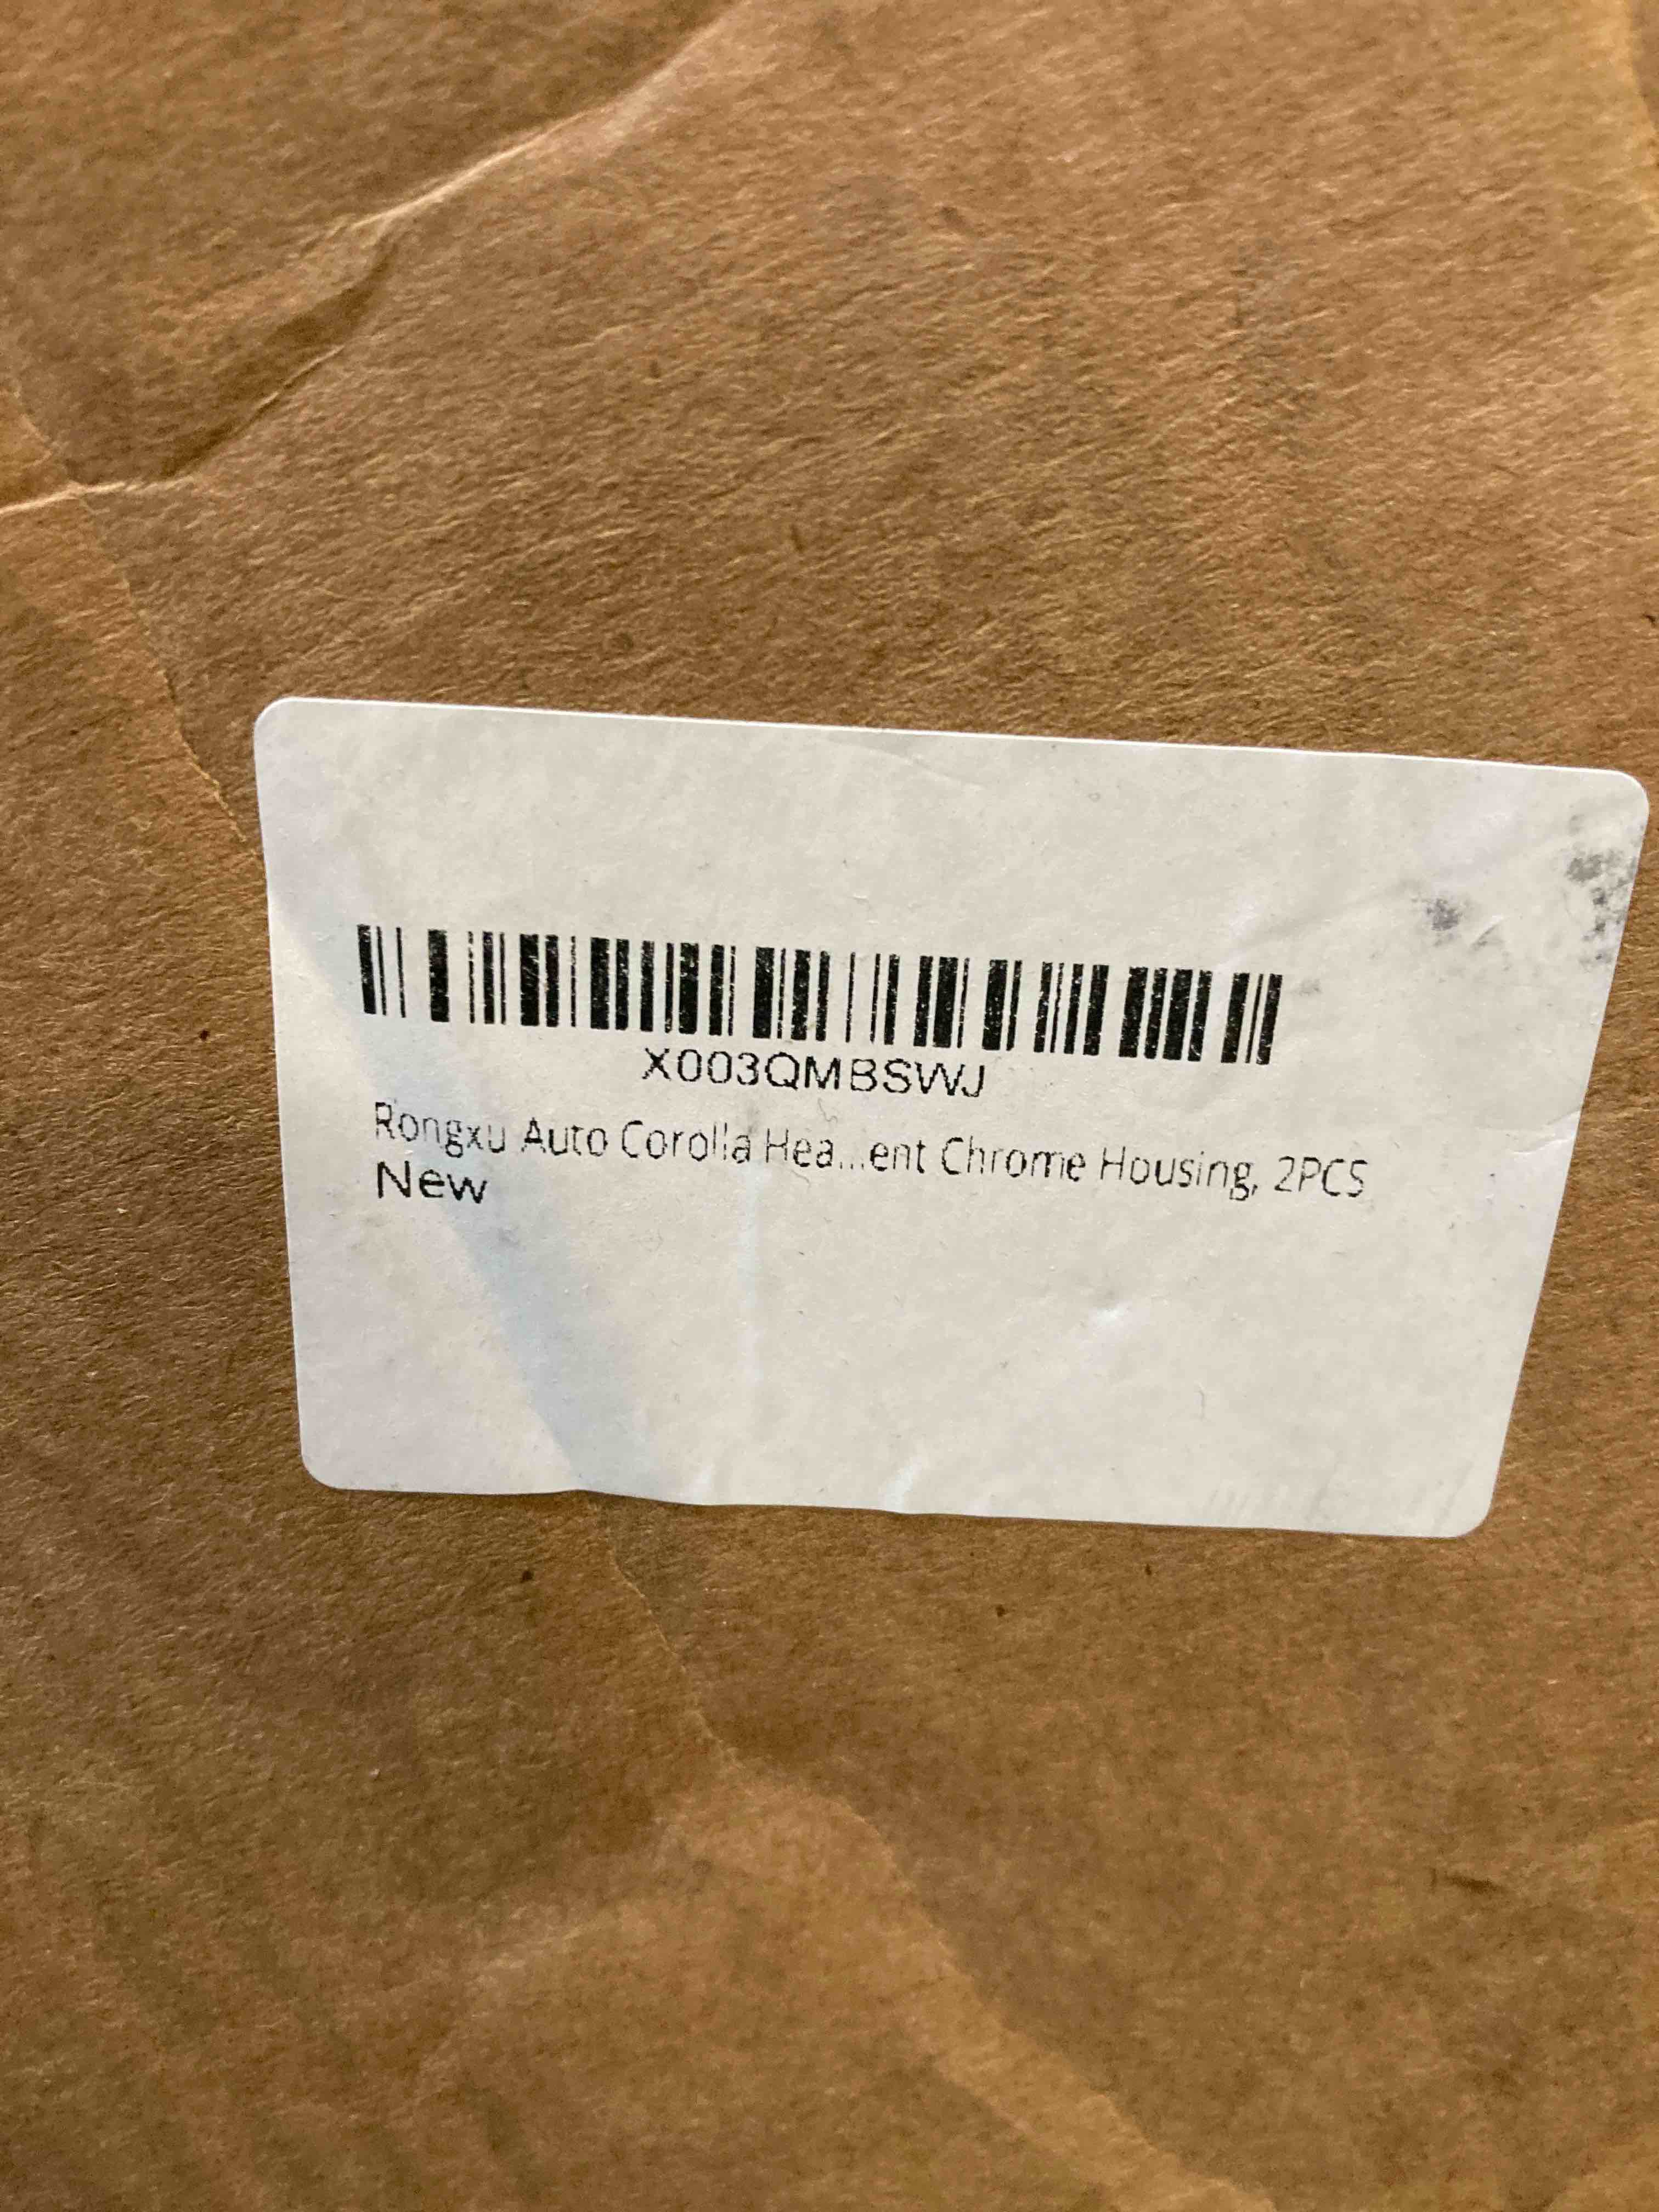 X003QMBSWJ
Rongxu Auto Corolla Hea...ent Chrome Housing, 2PCS
New